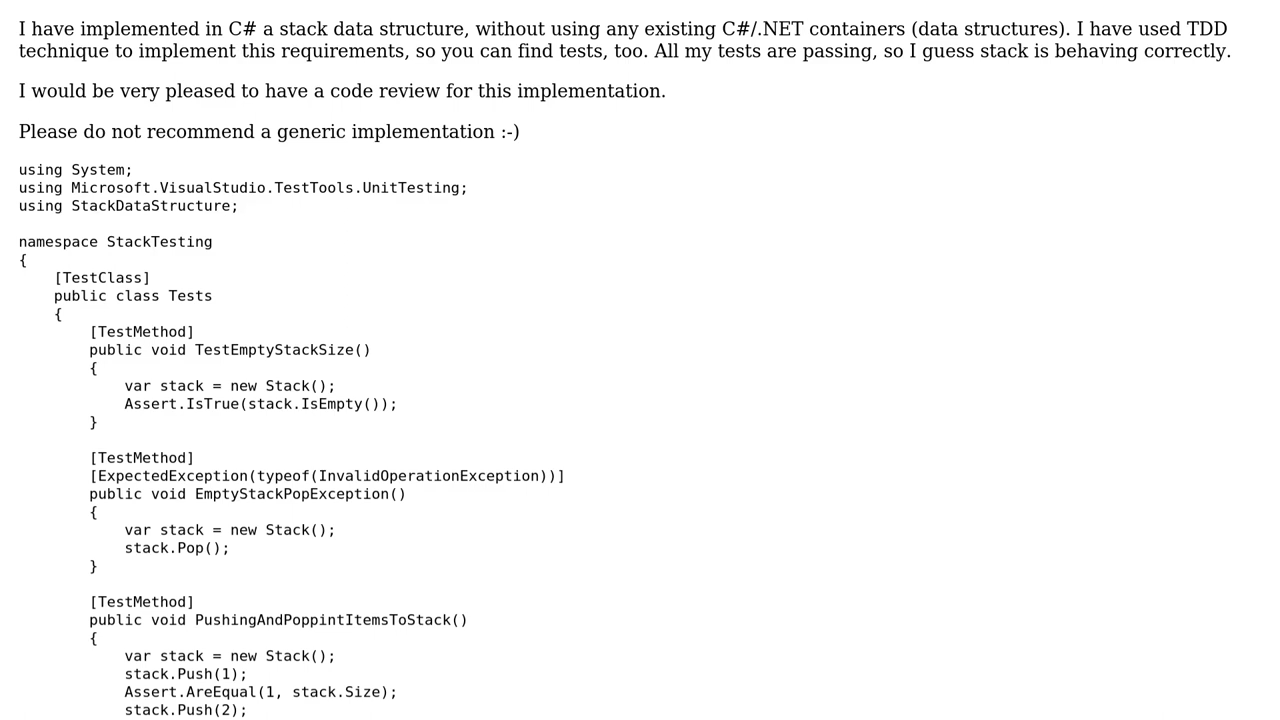 I have implemented in C# a stack data structure, without using any existing C#/.NET containers (data structures). I have used TDD
technique to implement this requirements, so you can find tests, too. All my tests are passing, so I guess stack is behaving correctly.
I would be very pleased to have a code review for this implementation.
Please do not recommend a generic implementation :-)
using System;
using Microsoft.VisualStudio.TestTools.UnitTesting;
using StackDataStructure;
namespace StackTesting
{
    [TestClass]
    public class Tests
    {
        [TestMethod]
        public void TestEmptyStackSize()
        {
            var stack = new Stack();
            Assert.IsTrue(stack.IsEmpty());
        }
        [TestMethod]
        [ExpectedException(typeof(InvalidOperationException))]
        public void EmptyStackPopException()
        {
            var stack = new Stack();
            stack.Pop();
        }
        [TestMethod]
        public void PushingAndPoppintItemsToStack()
        {
            var stack = new Stack();
            stack.Push(1);
            Assert.AreEqual(1, stack.Size);
            stack.Push(2);